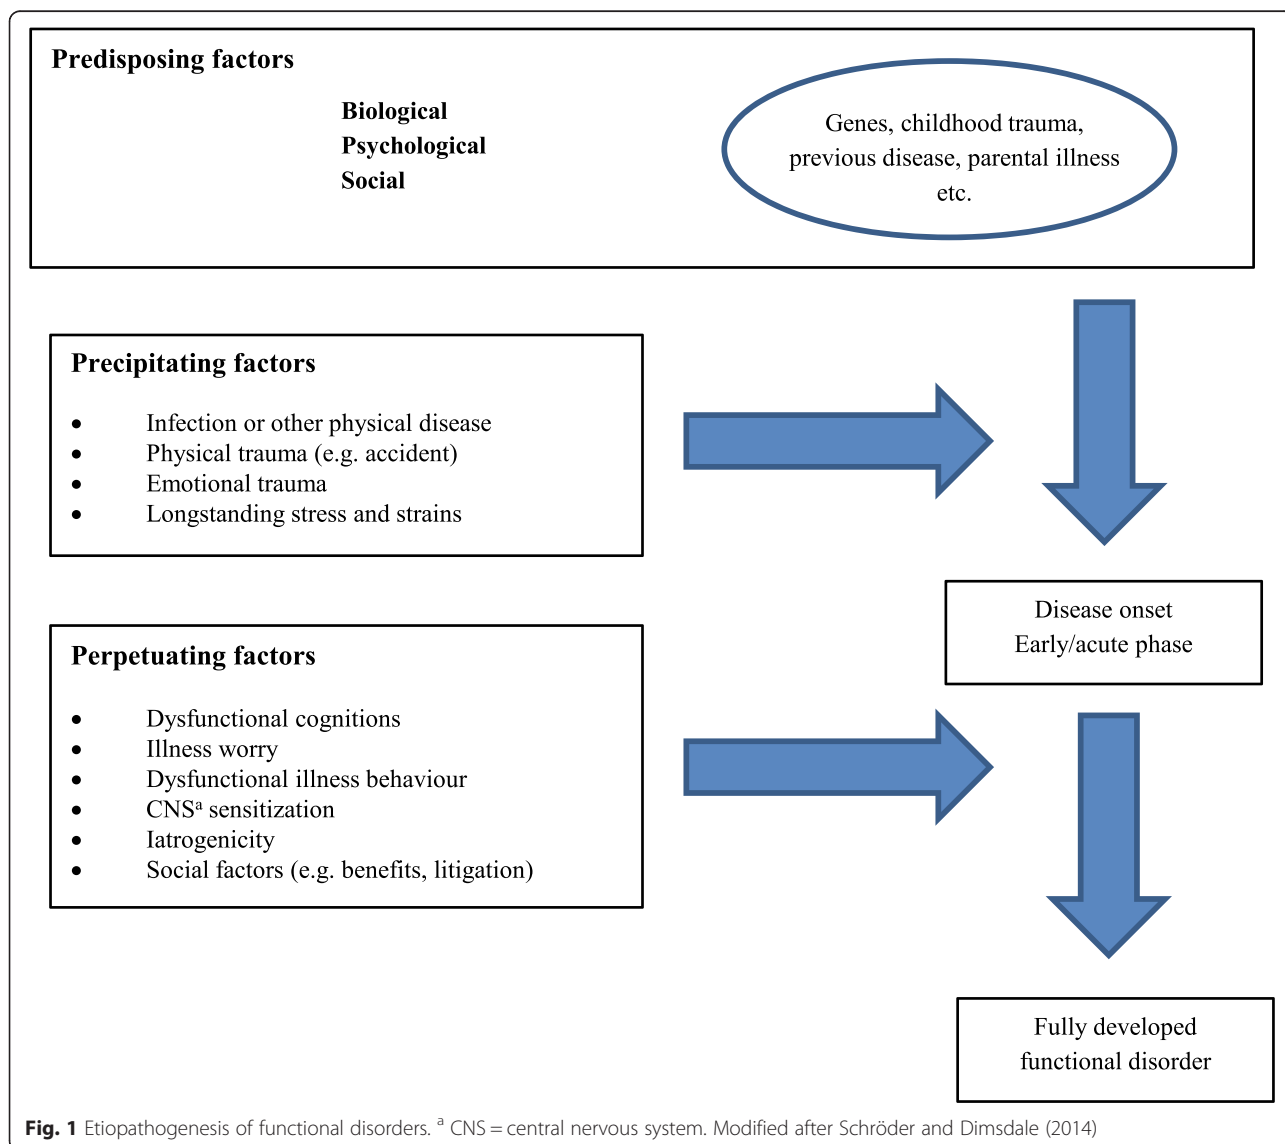 Predisposing factors
Biological
Psychological
Social
Genes, childhood trauma,
previous disease, parental illness
etc.
Precipitating factors
• Infection or other physical disease
• Physical trauma (e.g. accident)
• Emotional trauma
• Longstanding stress and strains
Disease onset
Early/acute phase
Perpetuating factors
• Dysfunctional cognitions
• Illness worry
• Dysfunctional illness behaviour
• CNSᵃ sensitization
• Iatrogenicity
• Social factors (e.g. benefits, litigation)
Fully developed
functional disorder
Fig. 1 Etiopathogenesis of functional disorders. ᵃ CNS = central nervous system. Modified after Schröder and Dimsdale (2014)